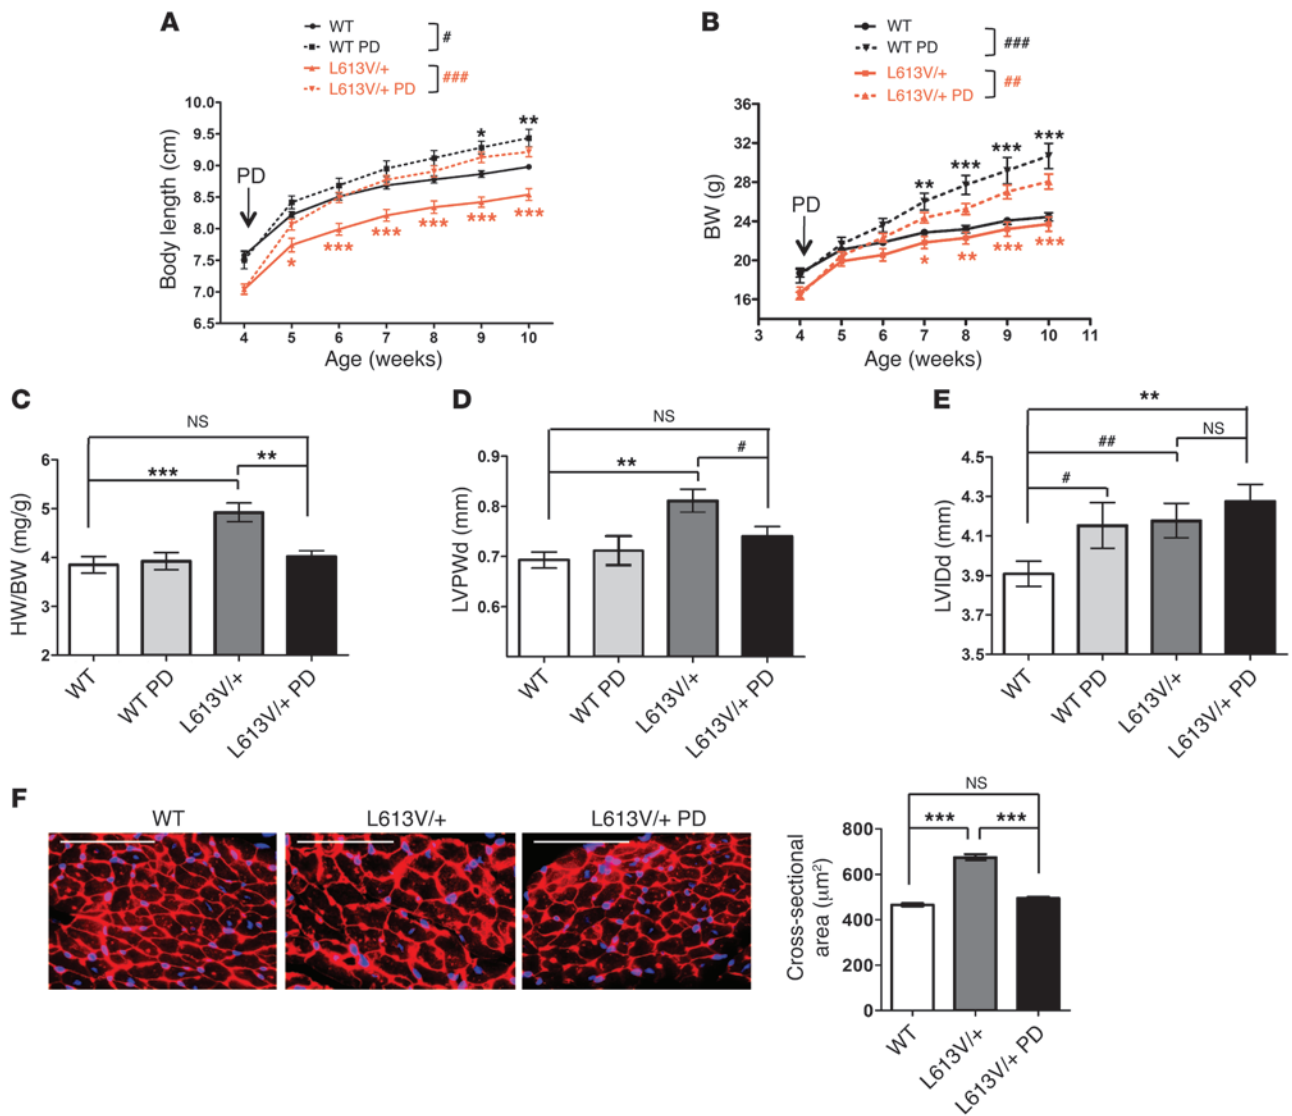 A
WT
WT PD
#
L613V/+
L613V/+ PD
###
Body length (cm)
10.0
9.5
9.0
8.5
8.0
7.5
7.0
6.5
PD
*
**
*
***
***
***
***
***
4 5 6 7 8 9 10
Age (weeks)
B
WT
WT PD
###
L613V/+
L613V/+ PD
##
BW (g)
36
32
28
24
20
16
PD
**
***
***
***
*
**
***
***
3 4 5 6 7 8 9 10 11
Age (weeks)
C
NS
***
**
HW/BW (mg/g)
6
5
4
3
2
WT
WT PD
L613V/+
L613V/+ PD
D
NS
**
#
LVPWd (mm)
0.9
0.8
0.7
0.6
WT
WT PD
L613V/+
L613V/+ PD
E
**
##
NS
#
LVIDd (mm)
4.5
4.3
4.1
3.9
3.7
3.5
WT
WT PD
L613V/+
L613V/+ PD
F
WT
L613V/+
L613V/+ PD
NS
***
***
Cross-sectional
area (μm²)
800
600
400
200
0
WT
L613V/+
L613V/+ PD